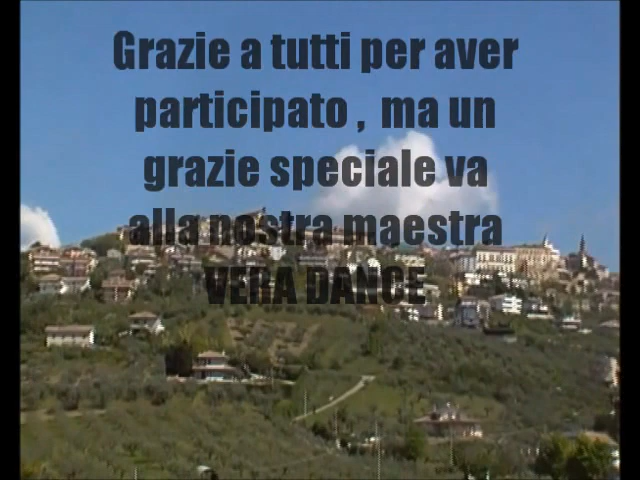 Grazie a tutti per aver
participato , ma un
grazie speciale va
alla nostra maestra
VERA DANCE